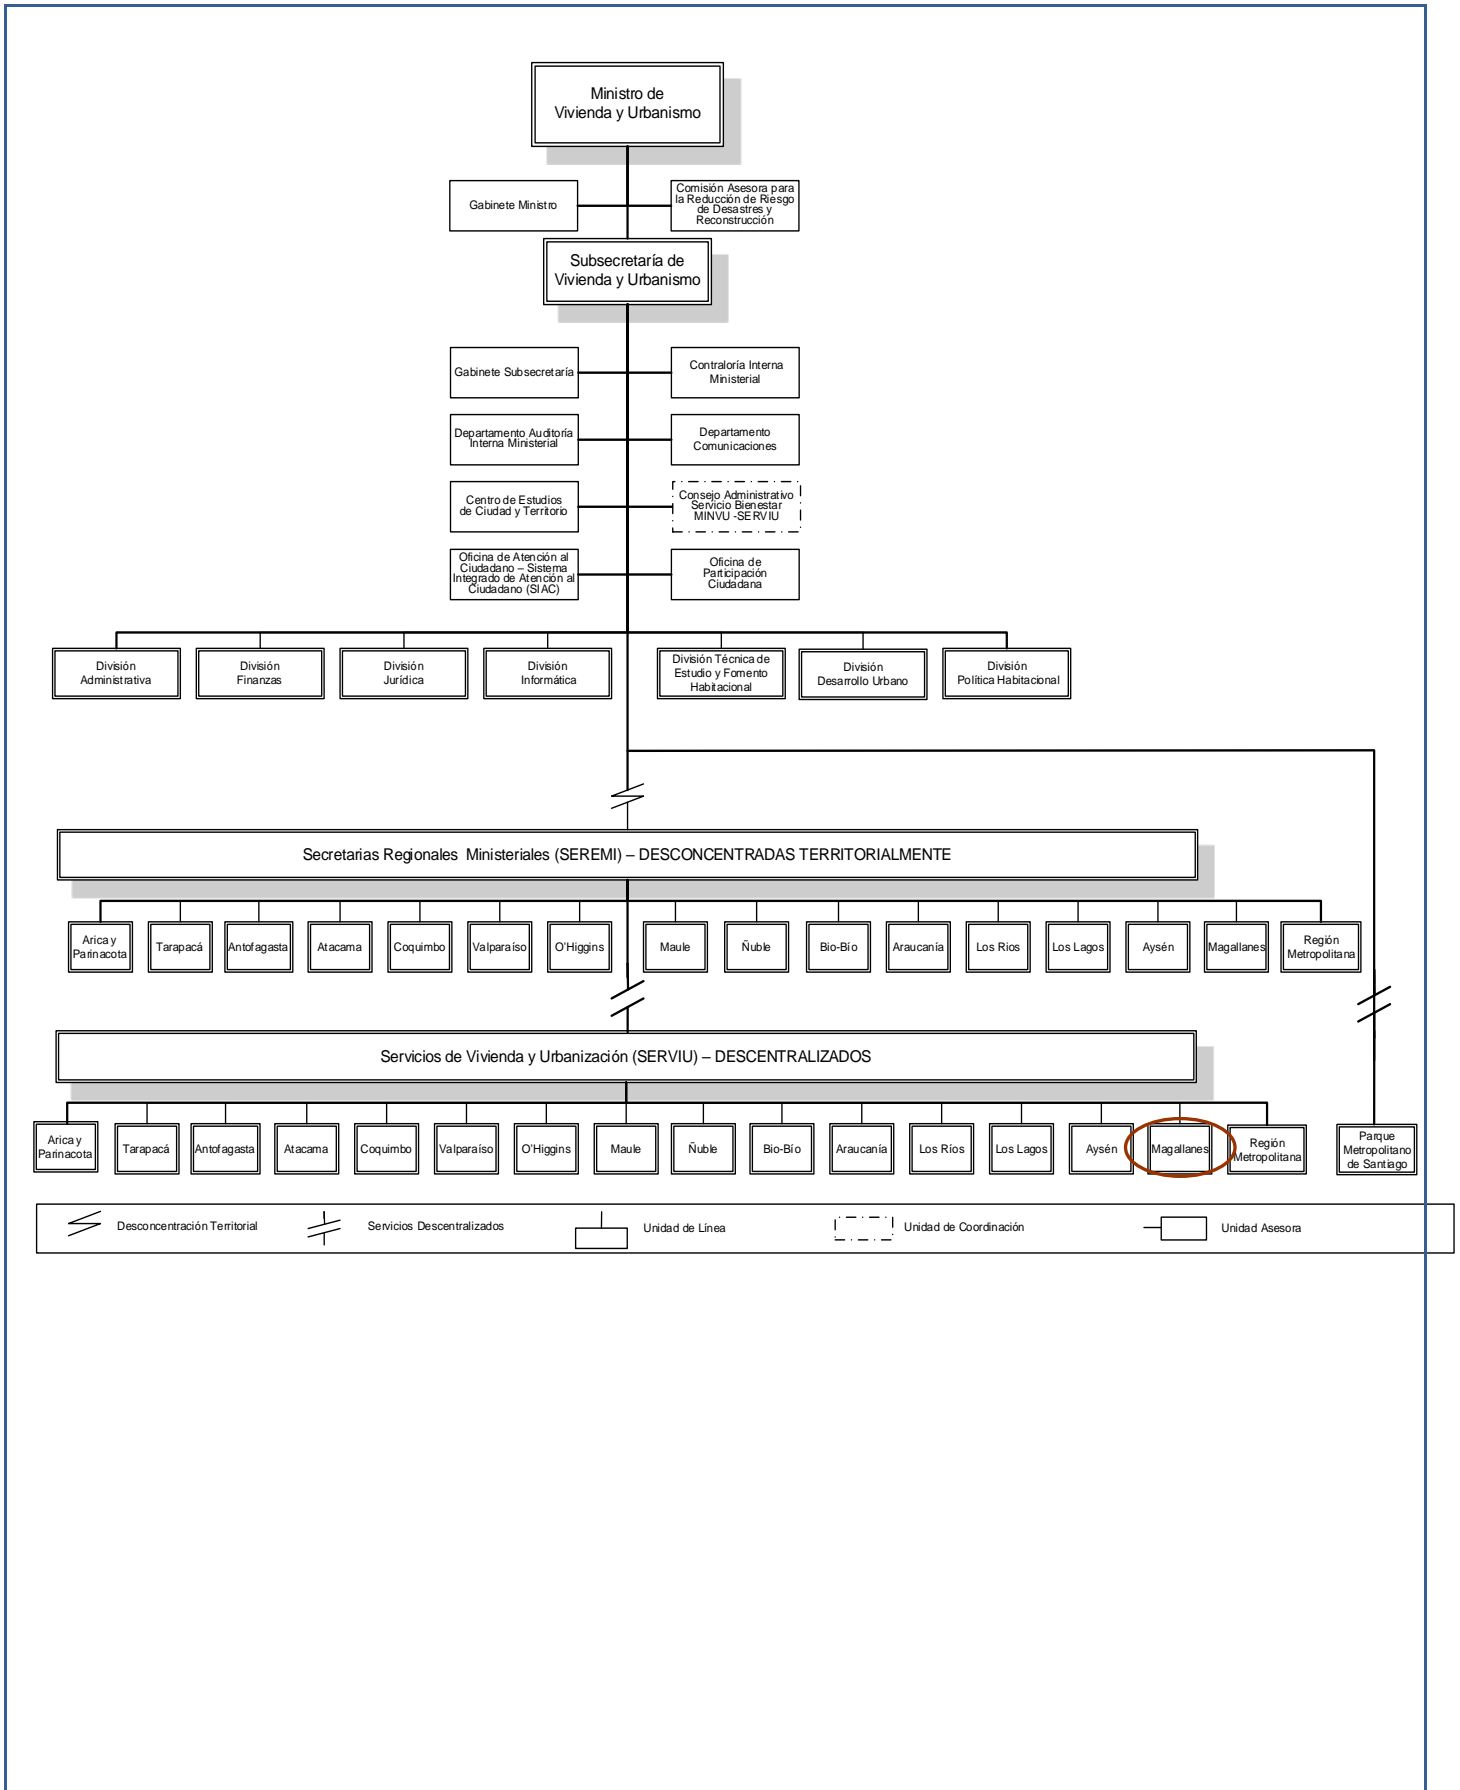 Ministro de
Vivienda y Urbanismo
Gabinete Ministro
Comisión Asesora para
la Reducción de Riesgo
de Desastres y
Reconstrucción
Subsecretaría de
Vivienda y Urbanismo
Gabinete Subsecretaría
Contraloría Interna
Ministerial
Departamento Auditoría
Interna Ministerial
Departamento
Comunicaciones
Centro de Estudios
de Ciudad y Territorio
Consejo Administrativo
Servicio Bienestar
MINVU -SERVIU
Oficina de Atención al
Ciudadano – Sistema
Integrado de Atención al
Ciudadano (SIAC)
Oficina de
Participación
Ciudadana
División
Administrativa
División
Finanzas
División
Jurídica
División
Informática
División Técnica de
Estudio y Fomento
Habitacional
División
Desarrollo Urbano
División
Política Habitacional
Secretarias Regionales Ministeriales (SEREMI) – DESCONCENTRADAS TERRITORIALMENTE
Arica y
Parinacota
Tarapacá
Antofagasta
Atacama
Coquimbo
Valparaíso
O'Higgins
Maule
Ñuble
Bio-Bío
Araucanía
Los Rios
Los Lagos
Aysén
Magallanes
Región
Metropolitana
Servicios de Vivienda y Urbanización (SERVIU) – DESCENTRALIZADOS
Arica y
Parinacota
Tarapacá
Antofagasta
Atacama
Coquimbo
Valparaíso
O'Higgins
Maule
Ñuble
Bio-Bío
Araucanía
Los Ríos
Los Lagos
Aysén
Magallanes
Región
Metropolitana
Parque
Metropolitano
de Santiago
Desconcentración Territorial
Servicios Descentralizados
Unidad de Línea
Unidad de Coordinación
Unidad Asesora